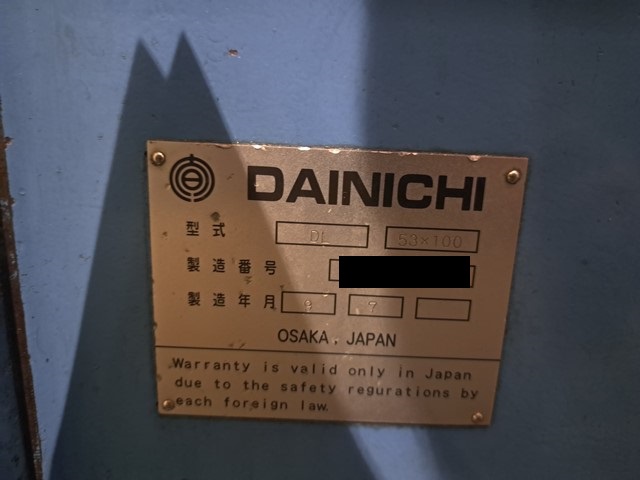 DAINICHI
型式 DL 53×100
製造番号
製造年月 9 7
OSAKA, JAPAN
Warranty is valid only in Japan
due to the safety regurations by
each foreign law.